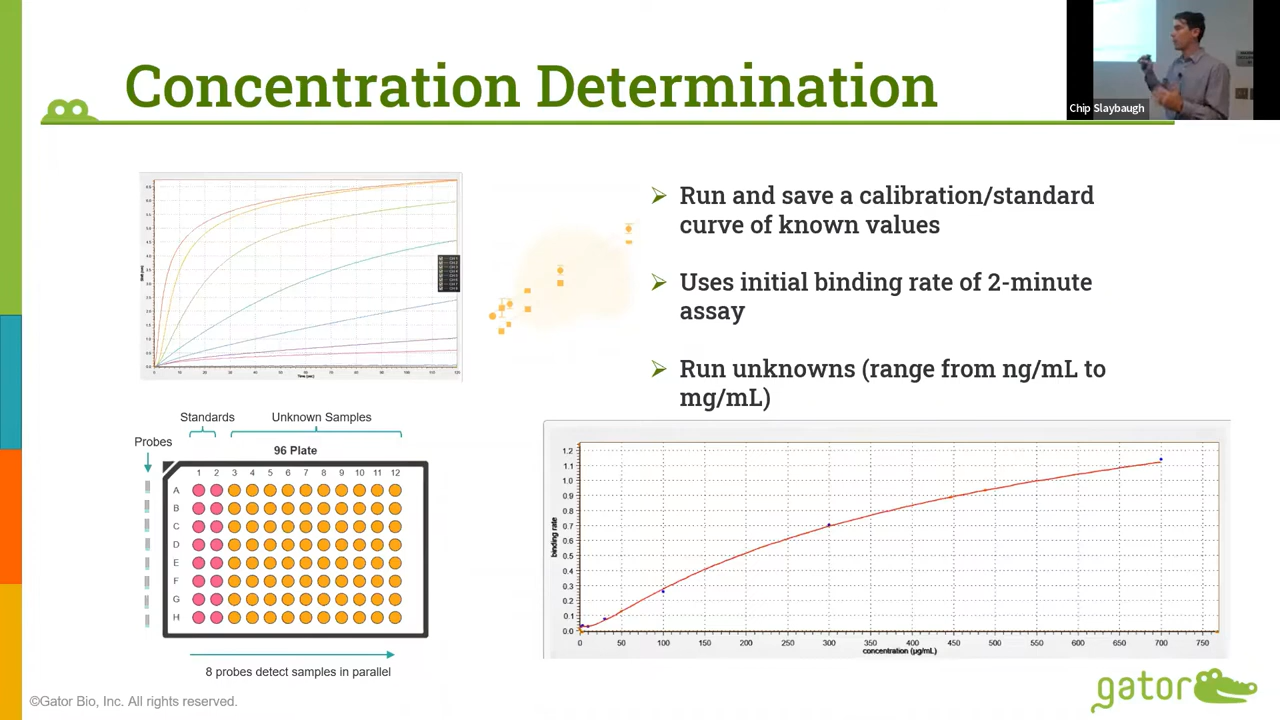 Concentration Determination
Chip Slaybaugh
Run and save a calibration/standard
curve of known values
Uses initial binding rate of 2-minute
assay
Run unknowns (range from ng/mL to
mg/mL)
Time (sec)
Standards
Unknown Samples
Probes
96 Plate
1 2 3 4 5 6 7 8 9 10 11 12
A
B
C
D
E
F
G
H
8 probes detect samples in parallel
1.2
1.1
1.0
0.9
0.8
0.7
0.6
0.5
0.4
0.3
0.2
0.1
0.0
binding rate
0 50 100 150 200 250 300 350 400 450 500 550 600 650 700 750
concentration (µg/mL)
©Gator Bio, Inc. All rights reserved.
gator